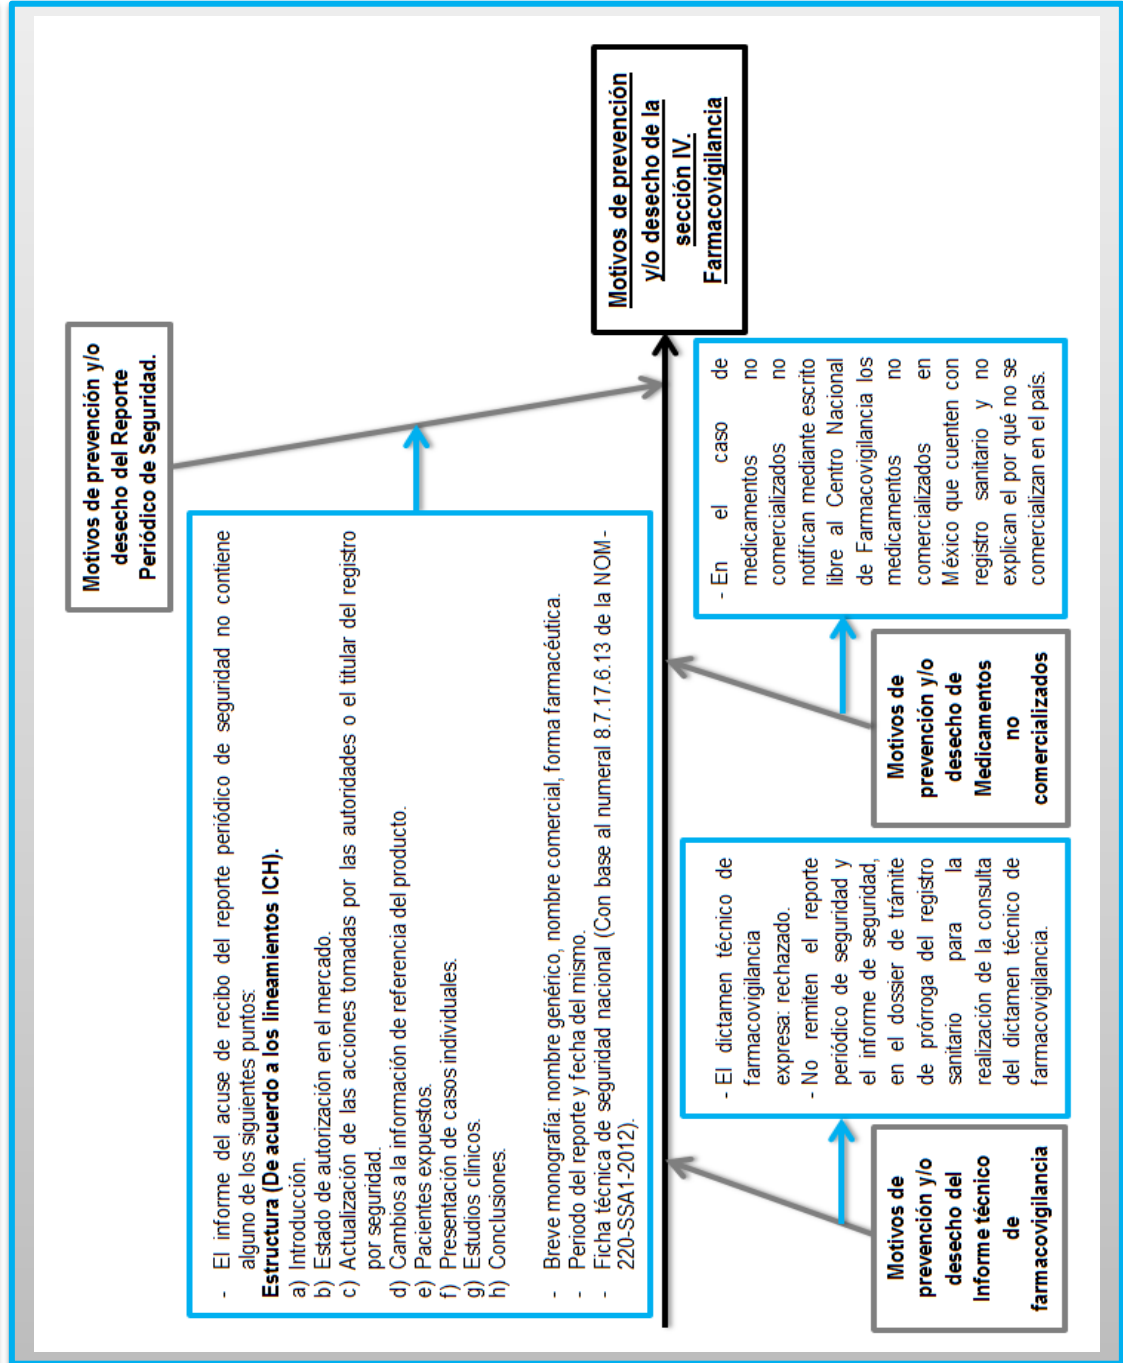 Motivos de prevención y/o
desecho del Reporte
Periódico de Seguridad.
- El informe del acuse de recibo del reporte periódico de seguridad no contiene
alguno de los siguientes puntos:
Estructura (De acuerdo a los lineamientos ICH).
a) Introducción.
b) Estado de autorización en el mercado.
c) Actualización de las acciones tomadas por las autoridades o el titular del registro
por seguridad.
d) Cambios a la información de referencia del producto.
e) Pacientes expuestos.
f) Presentación de casos individuales.
g) Estudios clínicos.
h) Conclusiones.
- Breve monografía: nombre genérico, nombre comercial, forma farmacéutica.
- Periodo del reporte y fecha del mismo.
- Ficha técnica de seguridad nacional (Con base al numeral 8.7.17.6.13 de la NOM-
220-SSA1-2012).
Motivos de prevención
y/o desecho de la
sección IV.
Farmacovigilancia
- El dictamen técnico de
farmacovigilancia
expresa: rechazado.
- No remiten el reporte
periódico de seguridad y
el informe de seguridad,
en el dossier de trámite
de prórroga del registro
sanitario para la
realización de la consulta
del dictamen técnico de
farmacovigilancia.
- En el caso de
medicamentos no
comercializados no
notifican mediante escrito
libre al Centro Nacional
de Farmacovigilancia los
medicamentos no
comercializados en
México que cuenten con
registro sanitario y no
explican el por qué no se
comercializan en el país.
Motivos de
prevención y/o
desecho del
Informe técnico
de
farmacovigilancia
Motivos de
prevención y/o
desecho de
Medicamentos
no
comercializados